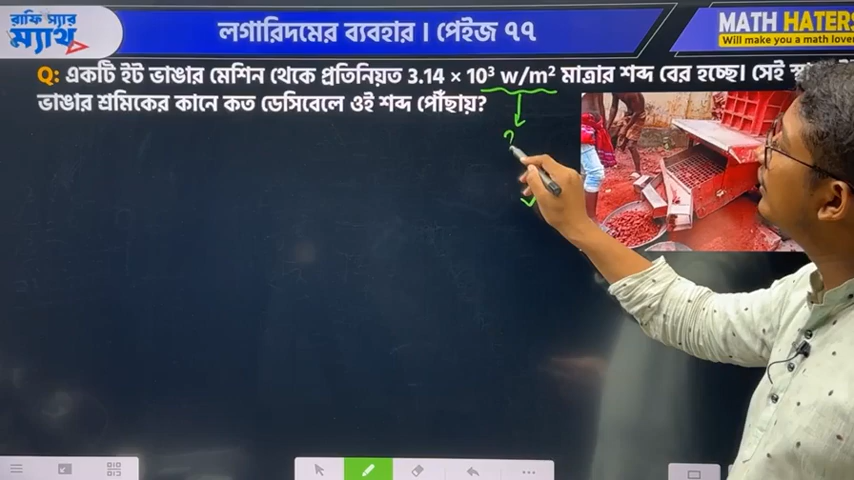 রাফি স্যার
ম্যাথ
লগারিদমের ব্যবহার । পেইজ ৭৭
MATH HATERS
Will make you a math lover
Q: একটি ইট ভাঙার মেশিন থেকে প্রতিনিয়ত 3.14 × 10³ w/m² মাত্রার শব্দ বের হচ্ছে। সেই
ভাঙার শ্রমিকের কানে কত ডেসিবেলে ওই শব্দ পৌঁছায়?